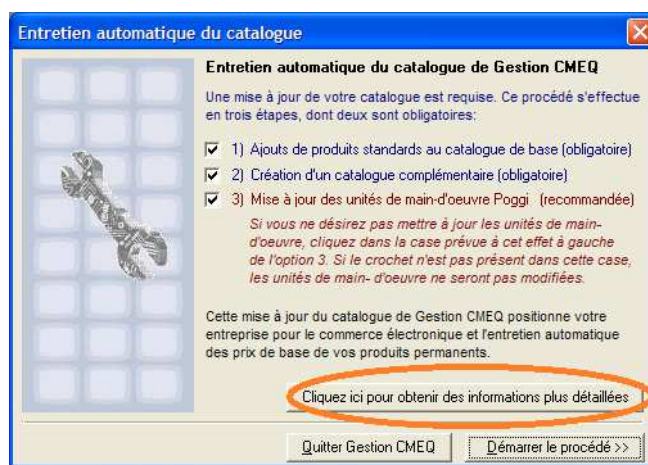 Entretien automatique du catalogue
Entretien automatique du catalogue de Gestion CMEQ
Une mise à jour de votre catalogue est requise. Ce procédé s'effectue
en trois étapes, dont deux sont obligatoires:
1) Ajouts de produits standards au catalogue de base (obligatoire)
2) Création d'un catalogue complémentaire (obligatoire)
3) Mise à jour des unités de main-d'oeuvre Poggi (recommandée)
Si vous ne désirez pas mettre à jour les unités de main-
d'oeuvre, cliquez dans la case prévue à cet effet à gauche
de l'option 3. Si le crochet n'est pas présent dans cette case,
les unités de main- d'oeuvre ne seront pas modifiées.
Cette mise à jour du catalogue de Gestion CMEQ positionne votre
entreprise pour le commerce électronique et l'entretien automatique
des prix de base de vos produits permanents.
Cliquez ici pour obtenir des informations plus détaillées
Quitter Gestion CMEQ
Démarrer le procédé >>